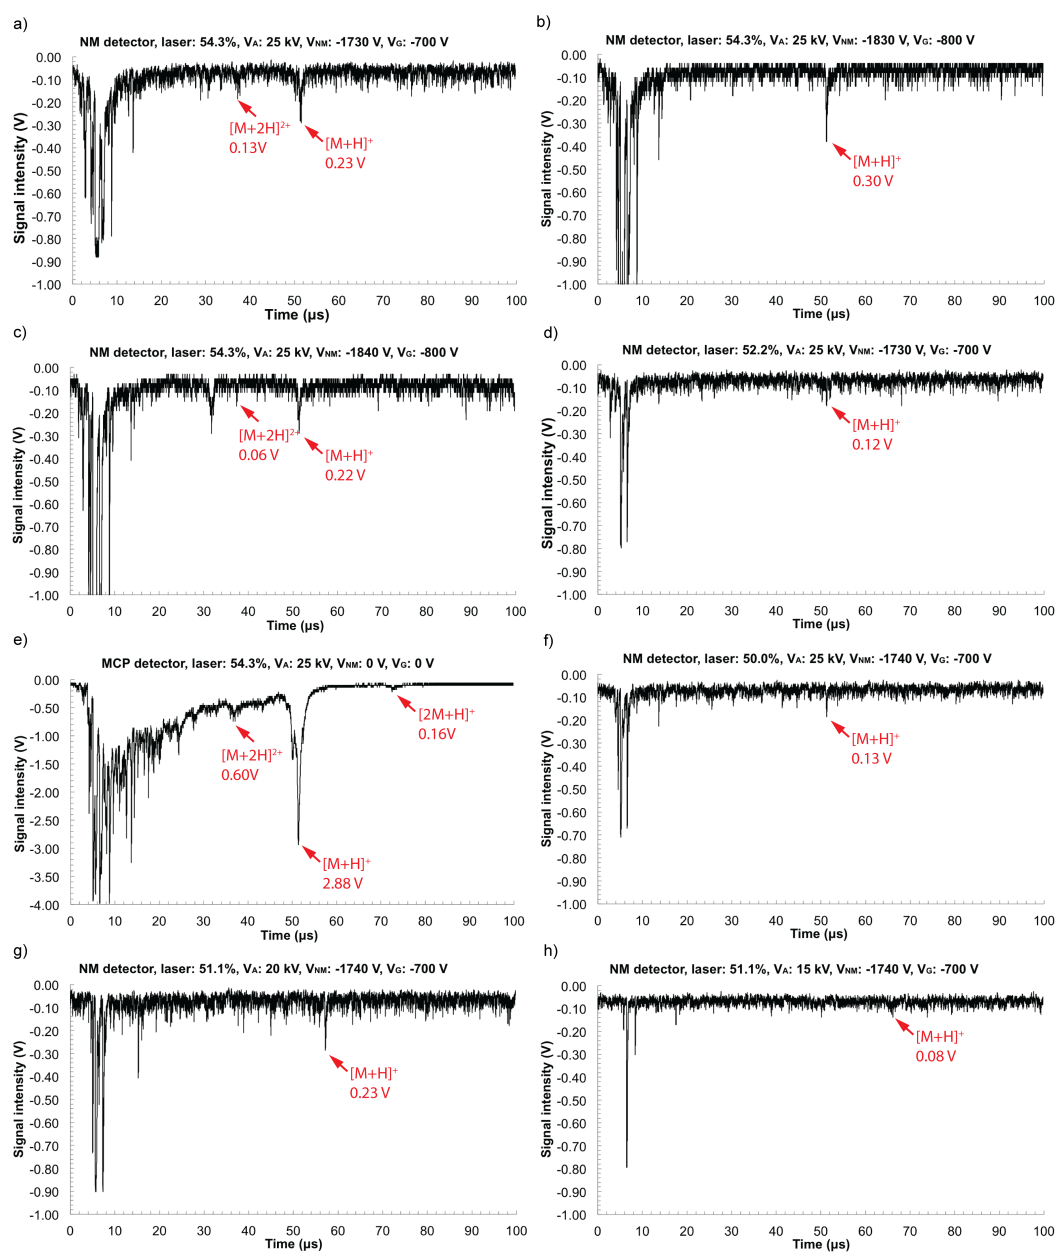 a)
NM detector, laser: 54.3%, VA: 25 kV, VNM: -1730 V, VG: -700 V
Signal intensity (V)
0.00
-0.10
-0.20
-0.30
-0.40
-0.50
-0.60
-0.70
-0.80
-0.90
-1.00
[M+2H]²⁺
0.13V
[M+H]⁺
0.23 V
0 10 20 30 40 50 60 70 80 90 100
Time (µs)
b)
NM detector, laser: 54.3%, VA: 25 kV, VNM: -1830 V, VG: -800 V
Signal intensity (V)
0.00
-0.10
-0.20
-0.30
-0.40
-0.50
-0.60
-0.70
-0.80
-0.90
-1.00
[M+H]⁺
0.30 V
0 10 20 30 40 50 60 70 80 90 100
Time (µs)
c)
NM detector, laser: 54.3%, VA: 25 kV, VNM: -1840 V, VG: -800 V
Signal intensity (V)
0.00
-0.10
-0.20
-0.30
-0.40
-0.50
-0.60
-0.70
-0.80
-0.90
-1.00
[M+2H]²⁺
0.06 V
[M+H]⁺
0.22 V
0 10 20 30 40 50 60 70 80 90 100
Time (µs)
d)
NM detector, laser: 52.2%, VA: 25 kV, VNM: -1730 V, VG: -700 V
Signal intensity (V)
0.00
-0.10
-0.20
-0.30
-0.40
-0.50
-0.60
-0.70
-0.80
-0.90
-1.00
[M+H]⁺
0.12 V
0 10 20 30 40 50 60 70 80 90 100
Time (µs)
e)
MCP detector, laser: 54.3%, VA: 25 kV, VNM: 0 V, VG: 0 V
Signal intensity (V)
0.00
-0.50
-1.00
-1.50
-2.00
-2.50
-3.00
-3.50
-4.00
[M+2H]²⁺
0.60V
[2M+H]⁺
0.16V
[M+H]⁺
2.88 V
0 10 20 30 40 50 60 70 80 90 100
Time (µs)
f)
NM detector, laser: 50.0%, VA: 25 kV, VNM: -1740 V, VG: -700 V
Signal intensity (V)
0.00
-0.10
-0.20
-0.30
-0.40
-0.50
-0.60
-0.70
-0.80
-0.90
-1.00
[M+H]⁺
0.13 V
0 10 20 30 40 50 60 70 80 90 100
Time (µs)
g)
NM detector, laser: 51.1%, VA: 20 kV, VNM: -1740 V, VG: -700 V
Signal intensity (V)
0.00
-0.10
-0.20
-0.30
-0.40
-0.50
-0.60
-0.70
-0.80
-0.90
-1.00
[M+H]⁺
0.23 V
0 10 20 30 40 50 60 70 80 90 100
Time (µs)
h)
NM detector, laser: 51.1%, VA: 15 kV, VNM: -1740 V, VG: -700 V
Signal intensity (V)
0.00
-0.10
-0.20
-0.30
-0.40
-0.50
-0.60
-0.70
-0.80
-0.90
-1.00
[M+H]⁺
0.08 V
0 10 20 30 40 50 60 70 80 90 100
Time (µs)